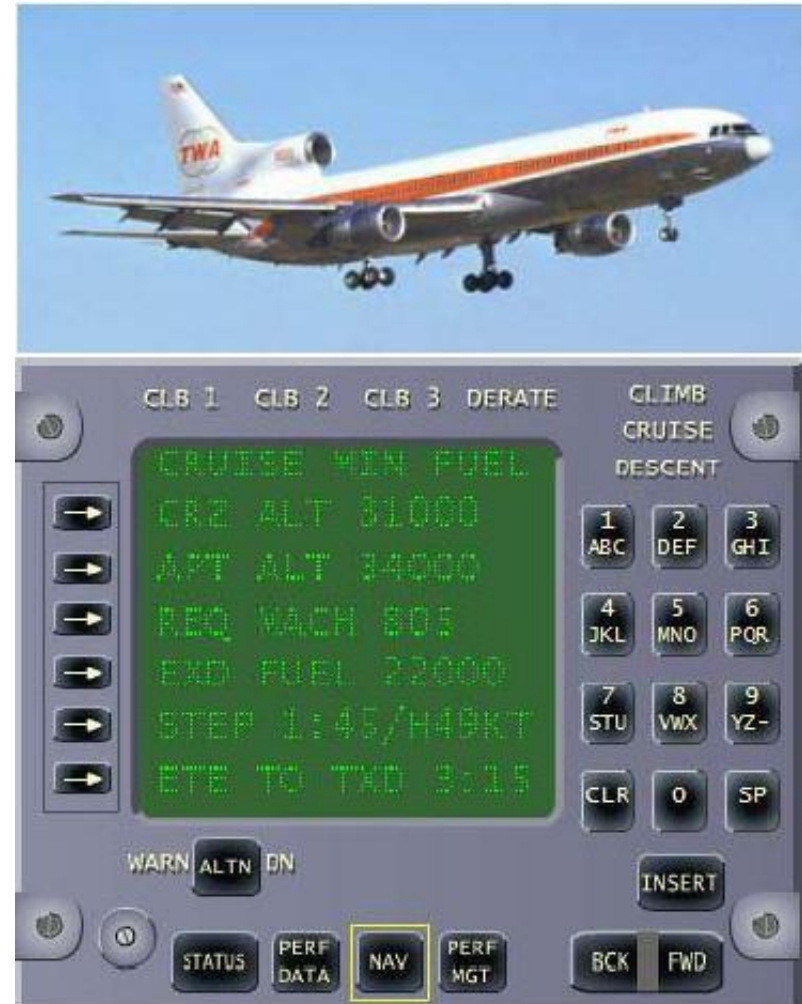 TWA
CLB 1 CLB 2 CLB 3 DERATE
CLIMB
CRUISE
DESCENT
CRUISE MIN FUEL
CRZ ALT 31000
APT ALT 34000
REQ MACH 805
EXD FUEL 22000
STEP 1:45/H49KT
ETE TO TXD 3:15
1 ABC
2 DEF
3 GHI
4 JKL
5 MNO
6 PQR
7 STU
8 VWX
9 YZ-
CLR
0
SP
WARN ALTN DN
INSERT
STATUS
PERF DATA
NAV
PERF MGT
BCK FWD